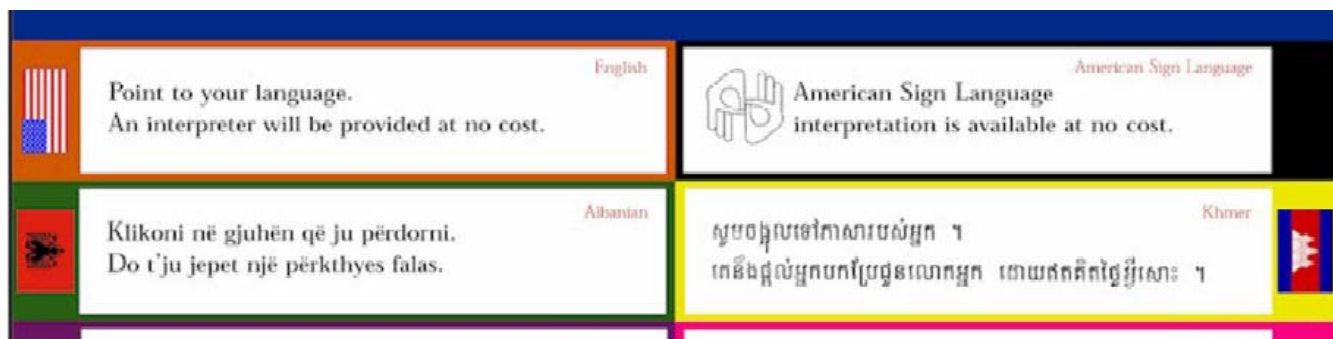 English
Point to your language.
An interpreter will be provided at no cost.
American Sign Language
American Sign Language
interpretation is available at no cost.
Albanian
Klikoni në gjuhën që ju përdorni.
Do t'ju jepet një përkthyes falas.
Khmer
សូមចង្អុលទៅភាសារបស់អ្នក ។
គេនឹងផ្តល់អ្នកបកប្រែជូនលោកអ្នក ដោយឥតគិតថ្លៃអ្វីសោះ ។